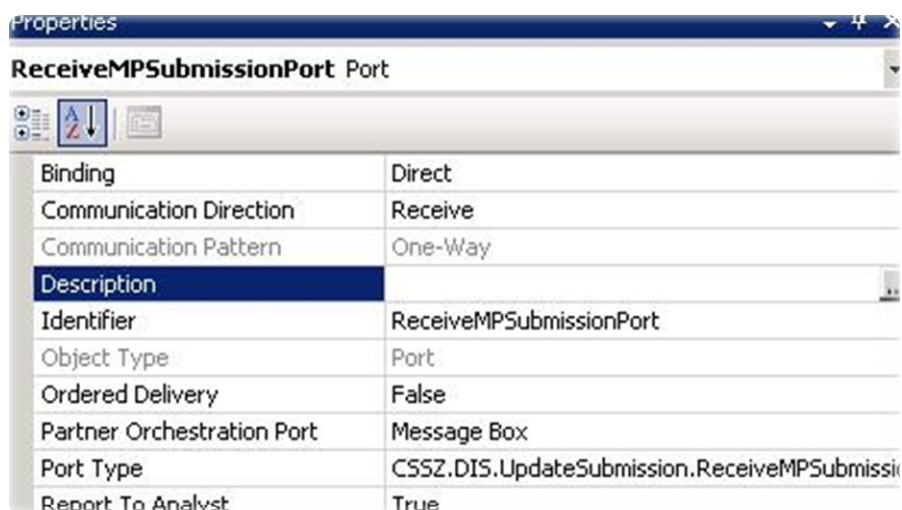 Properties
ReceiveMPSubmissionPort Port
Binding Direct
Communication Direction Receive
Communication Pattern One-Way
Description
Identifier ReceiveMPSubmissionPort
Object Type Port
Ordered Delivery False
Partner Orchestration Port Message Box
Port Type CSSZ.DIS.UpdateSubmission.ReceiveMPSubmissi
Report To Analyst True